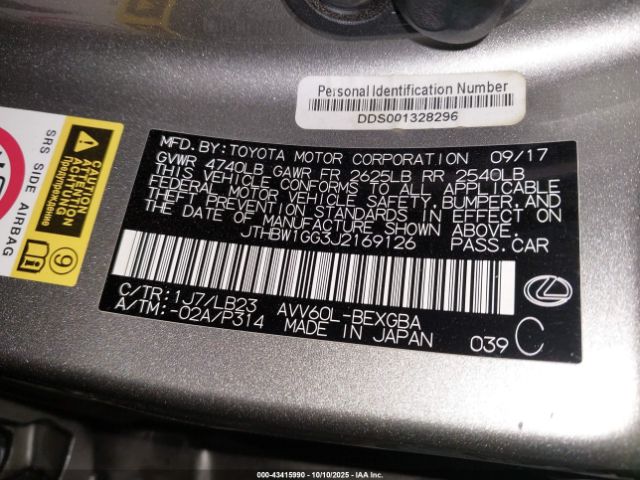 Personal Identification Number
DDS001328296
MFD. BY: TOYOTA MOTOR CORPORATION 09/17
GVWR 4740LB GAWR FR 2625LB RR 2540LB
THIS VEHICLE CONFORMS TO ALL APPLICABLE
FEDERAL MOTOR VEHICLE SAFETY, BUMPER, AND
THEFT PREVENTION STANDARDS IN EFFECT ON
THE DATE OF MANUFACTURE SHOWN ABOVE.
JTHBW1GG3J2169126 PASS. CAR
C/TR: 1J7/LB23 AVV60L-BEXGBA
A/TM: -02A/P314 MADE IN JAPAN 039 C
SRS SIDE AIRBAG
Предупреждение
9
000-43415990 - 10/10/2025 - IAA Inc.